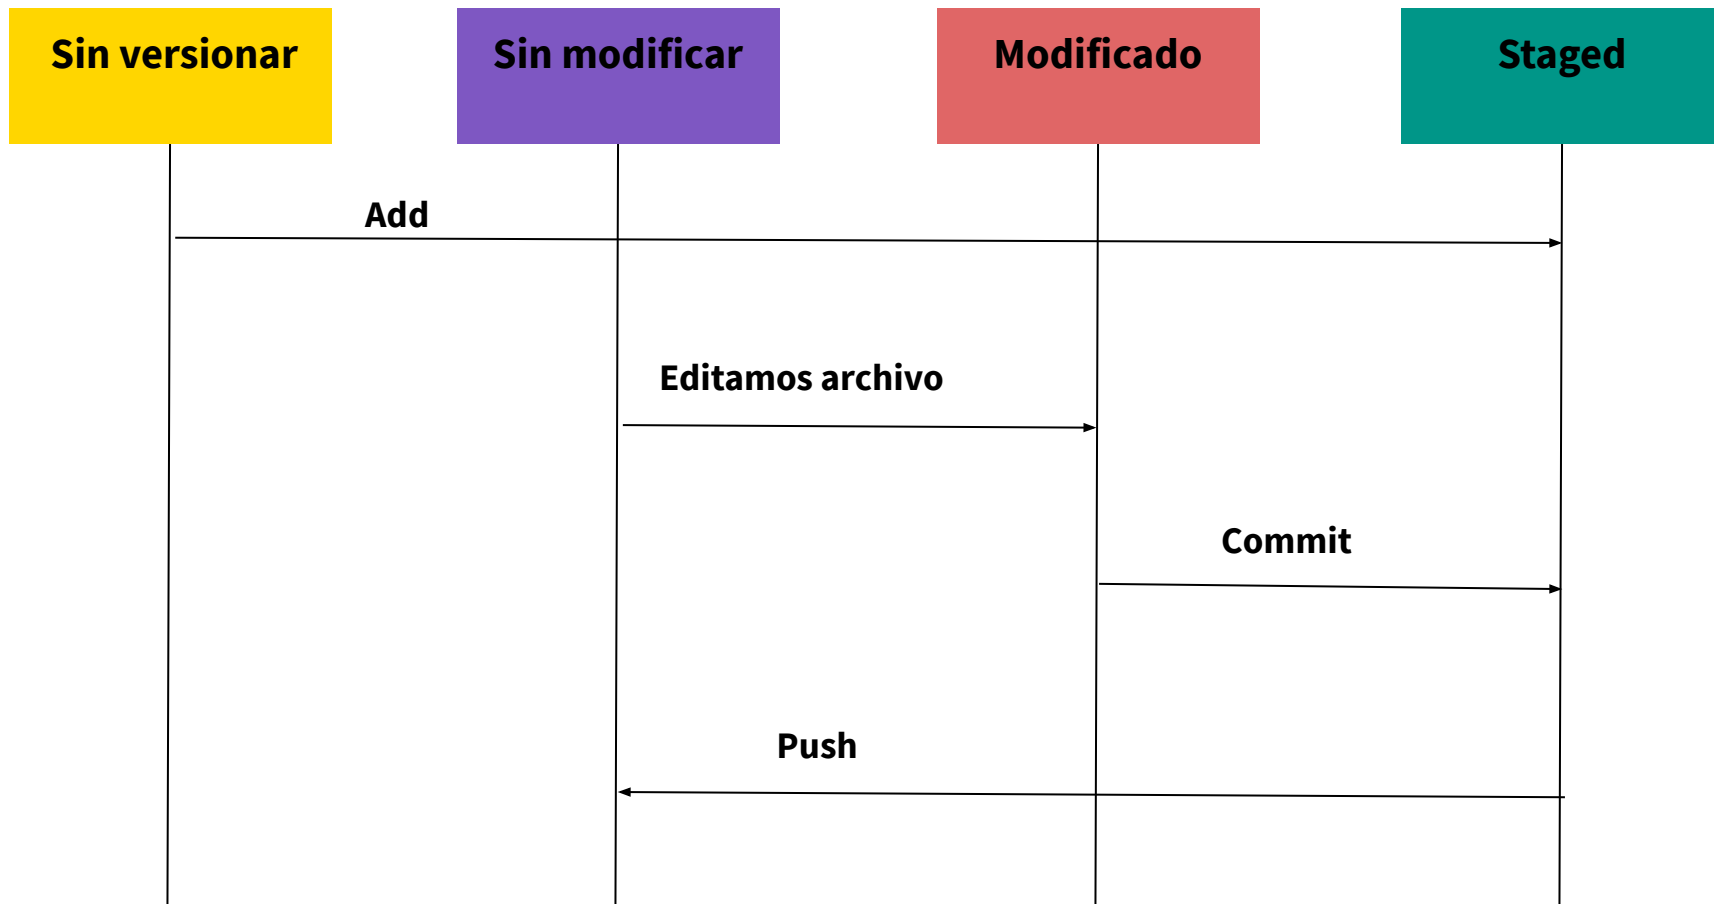 Sin versionar
Sin modificar
Modificado
Staged
Add
Editamos archivo
Commit
Push